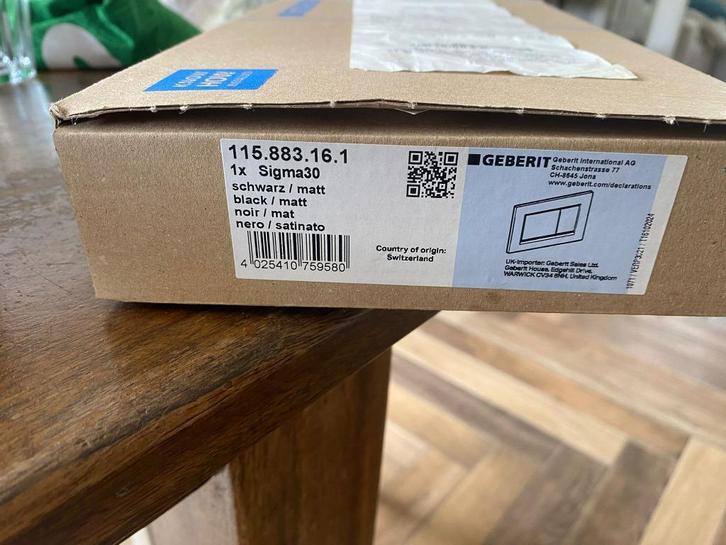 KNOW
HOW
115.883.16.1
1x Sigma30
schwarz / matt
black / matt
noir / mat
nero / satinato
4 025410 759580
Country of origin:
Switzerland
GEBERIT
Geberit International AG
Schachenstrasse 77
CH-8645 Jona
www.geberit.com/declarations
UK-Importer: Geberit Sales Ltd.
Geberit House, Edgehill Drive,
WARWICK CV34 6NH, United Kingdom